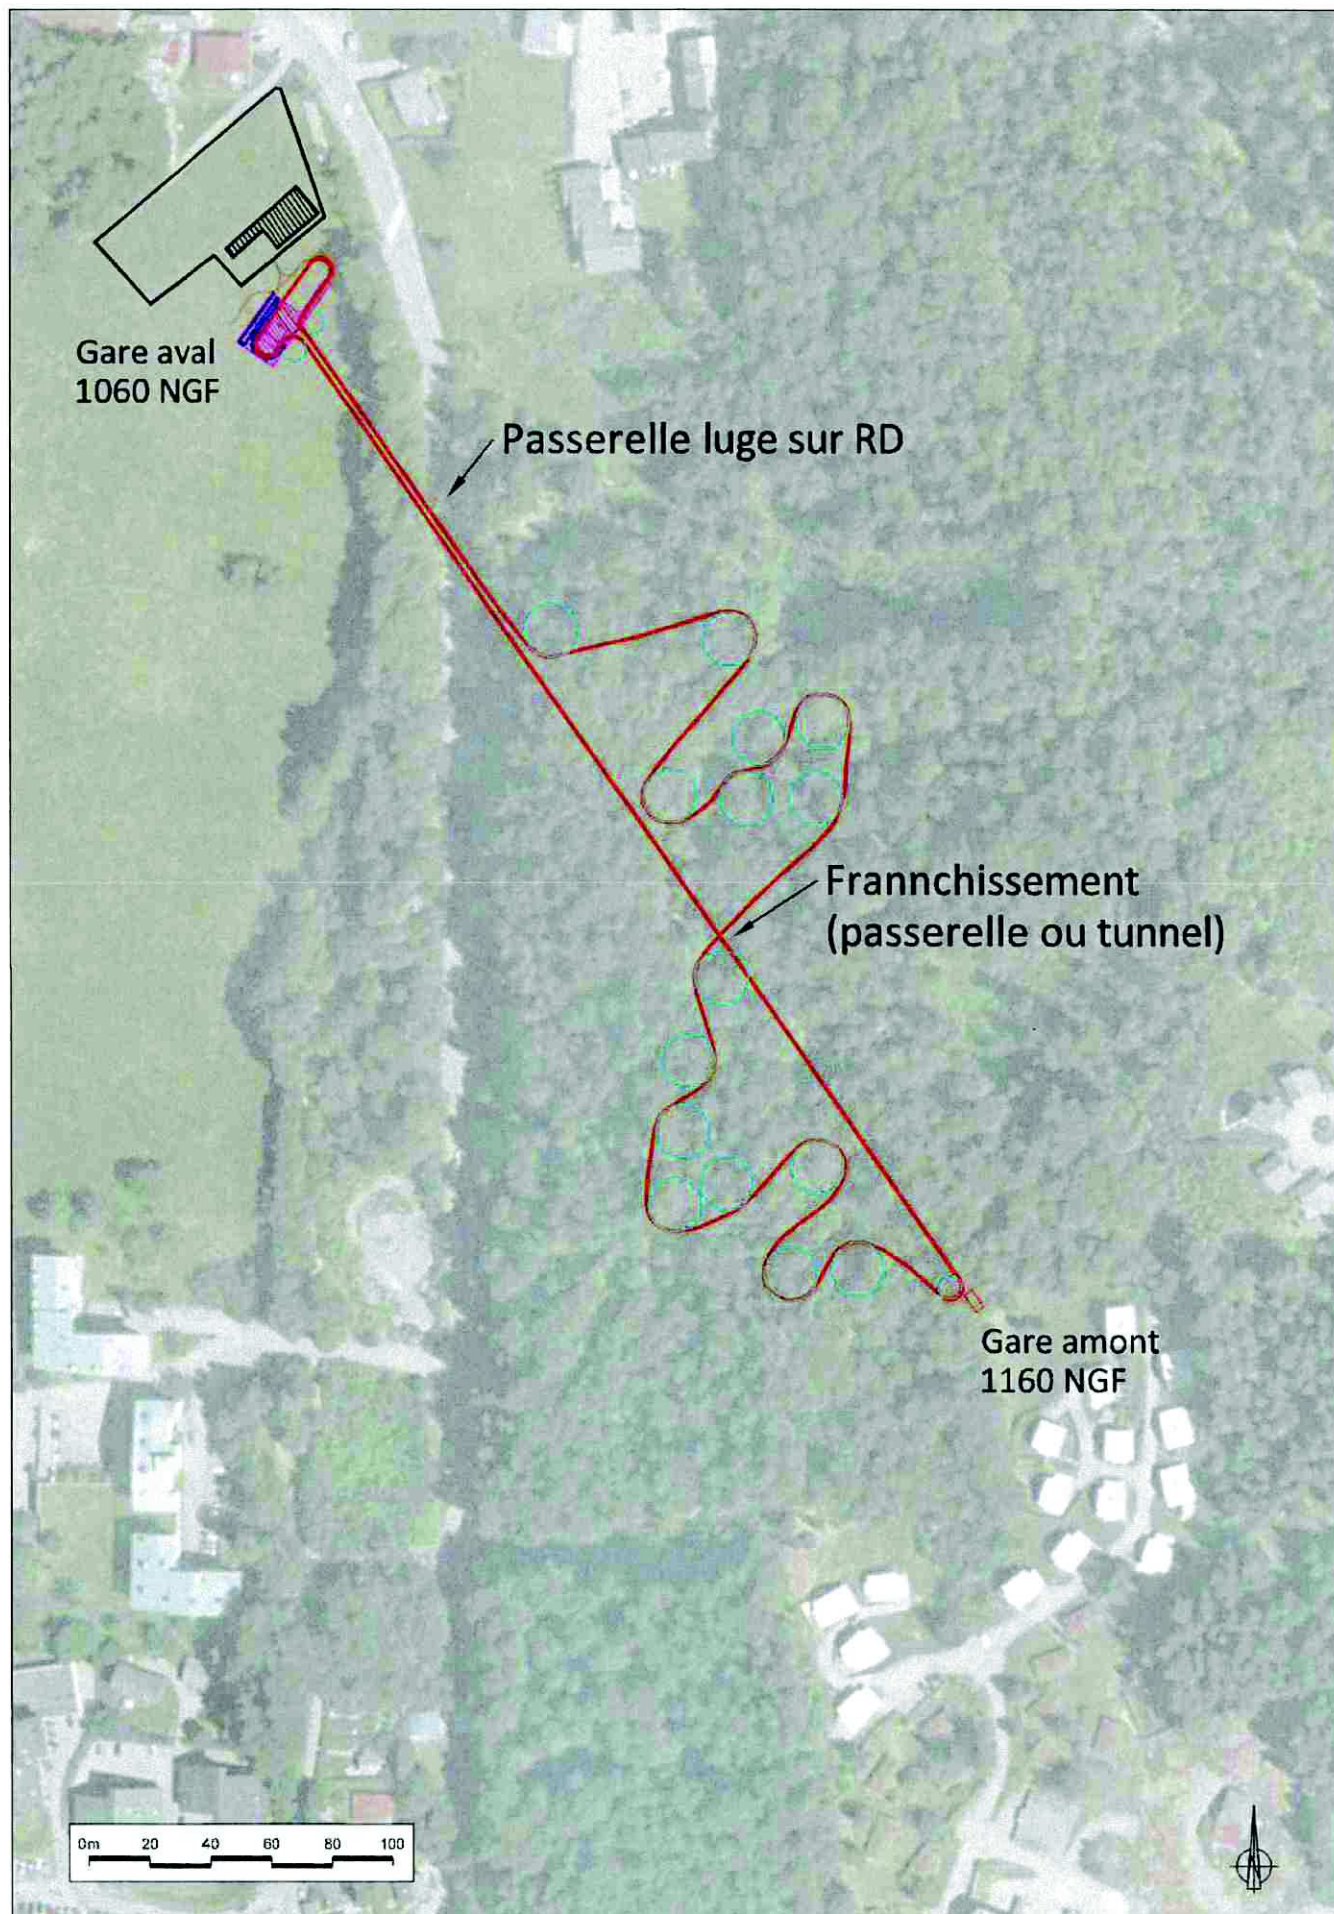 Gare aval
1060 NGF
Passerelle luge sur RD
Frannchissement
(passerelle ou tunnel)
Gare amont
1160 NGF
0m 20 40 60 80 100
N